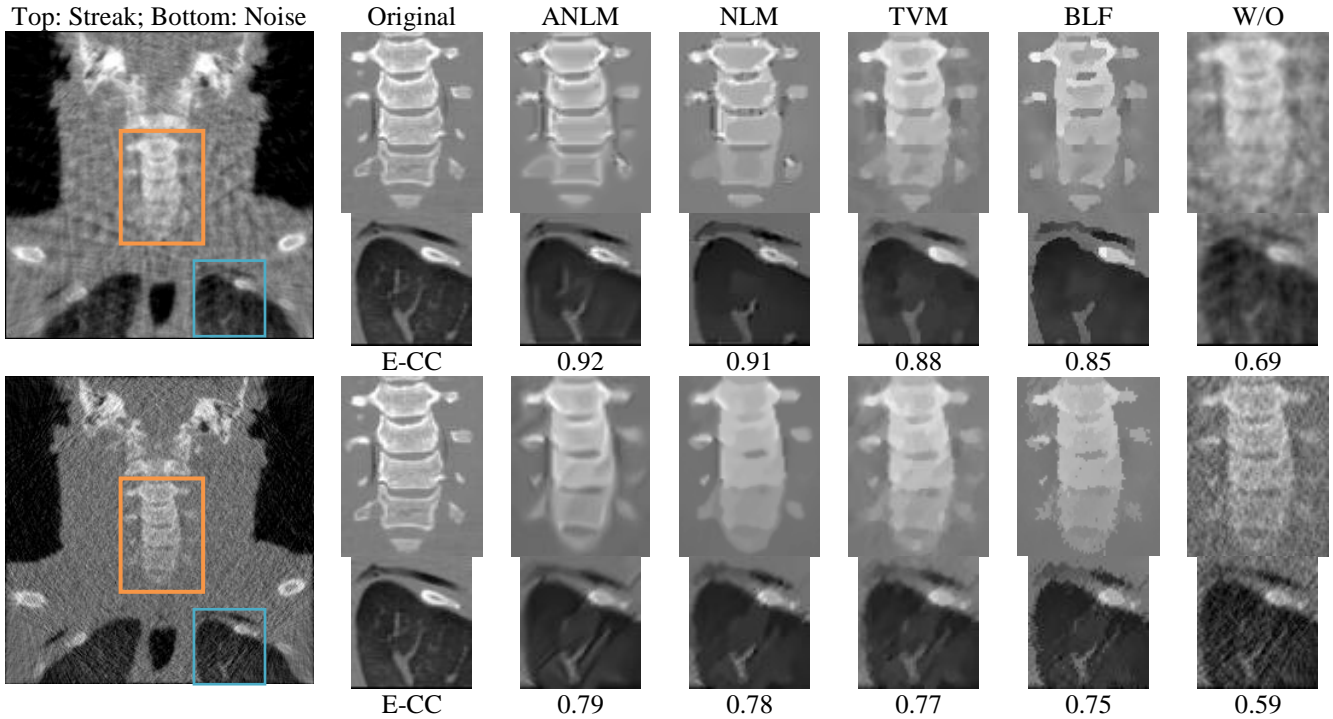 Top: Streak; Bottom: Noise Original ANLM NLM TVM BLF W/O
E-CC 0.92 0.91 0.88 0.85 0.69
E-CC 0.79 0.78 0.77 0.75 0.59